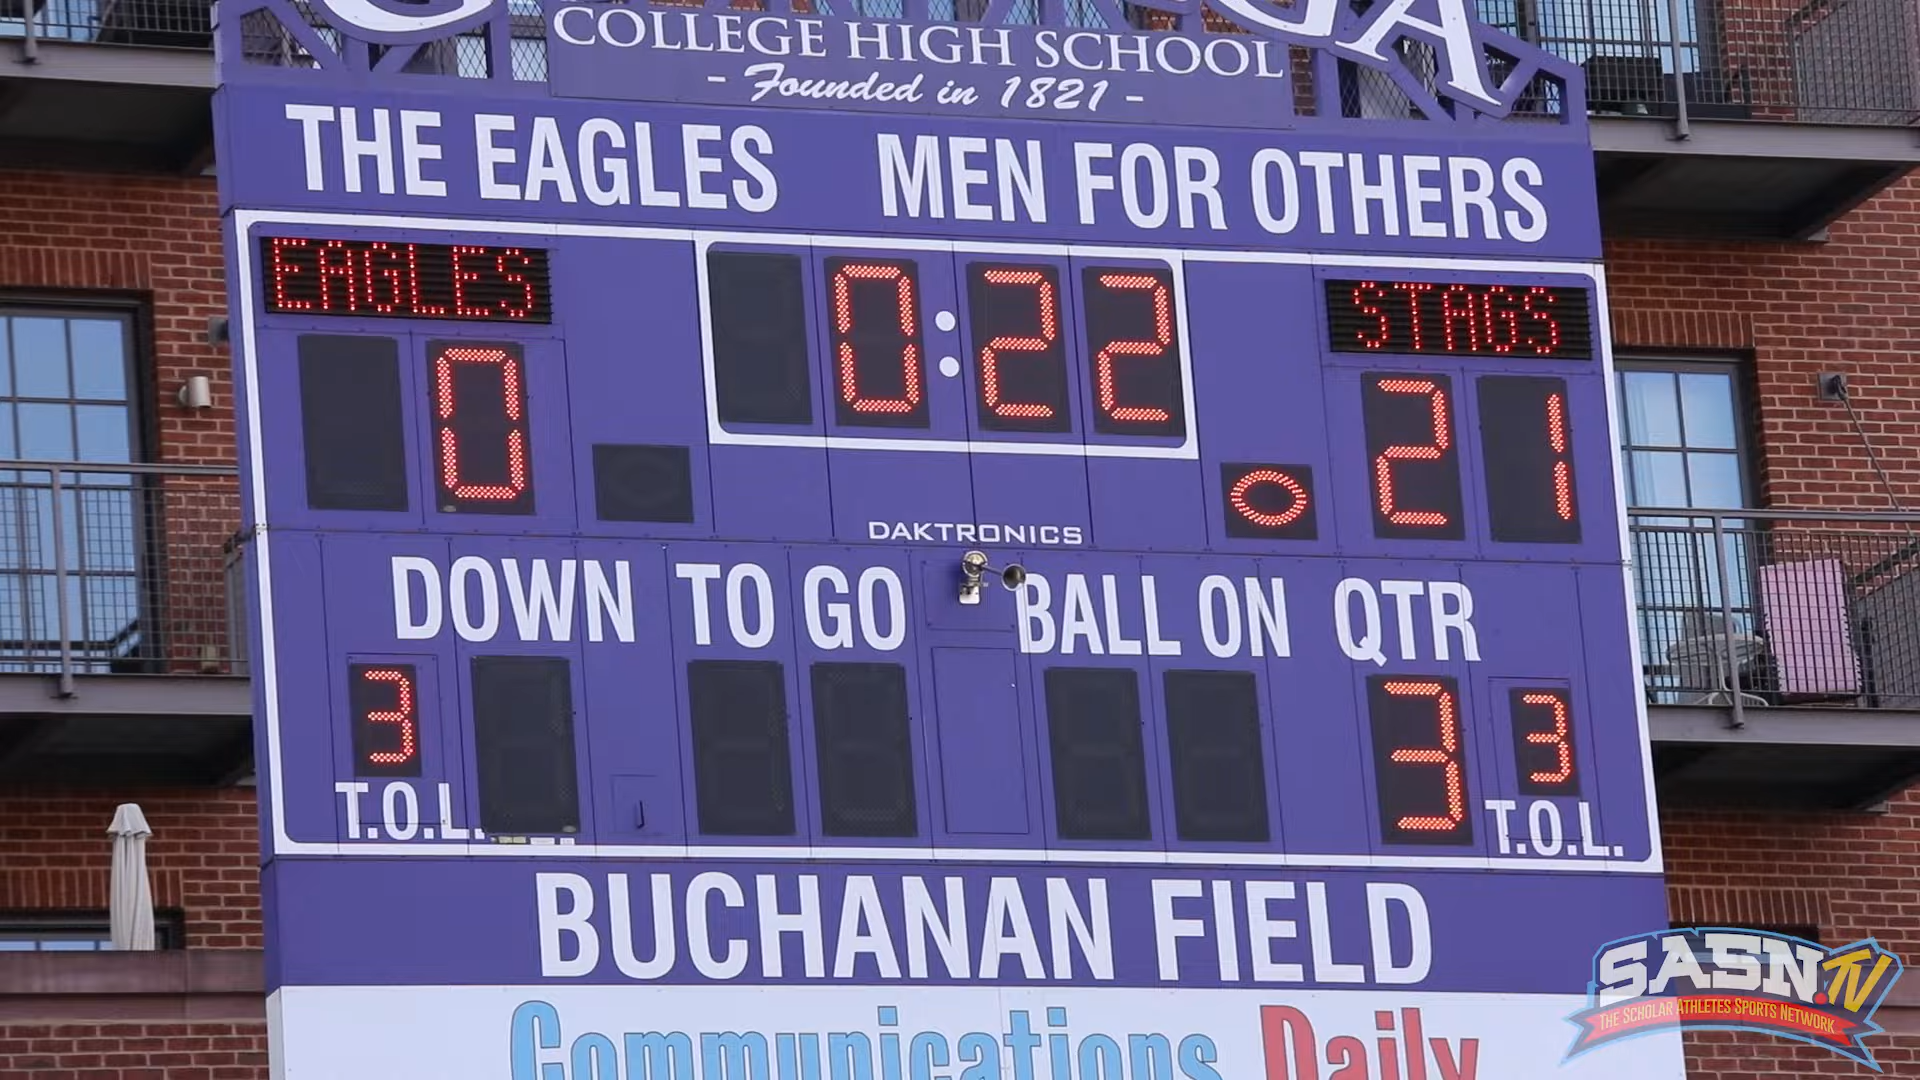 COLLEGE HIGH SCHOOL
- Founded in 1821 -
THE EAGLES MEN FOR OTHERS
EAGLES 0:22 STAGS
0 21
DAKTRONICS
DOWN TO GO BALL ON QTR
3 3 3
T.O.L. T.O.L.
BUCHANAN FIELD
Communications Daily
SASN.TV
THE SCHOLAR ATHLETES SPORTS NETWORK